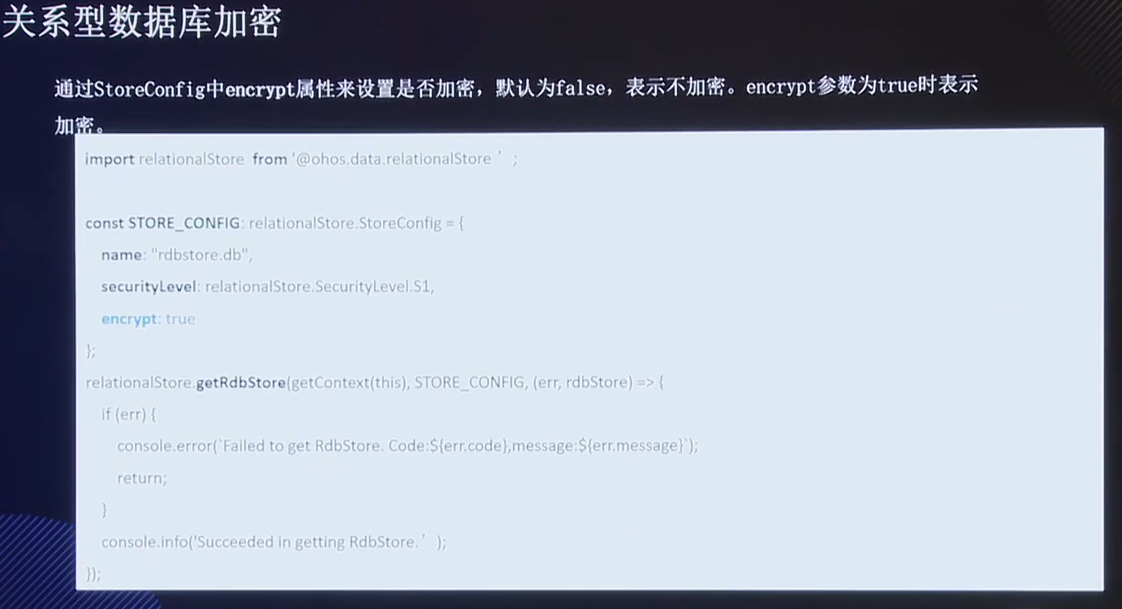 关系型数据库加密
通过StoreConfig中encrypt属性来设置是否加密，默认为false，表示不加密。encrypt参数为true时表示
加密。
import relationalStore from '@ohos.data.relationalStore ’ ;
const STORE_CONFIG: relationalStore.StoreConfig = {
name: "rdbstore.db",
securityLevel: relationalStore.SecurityLevel.S1,
encrypt: true
};
relationalStore.getRdbStore(getContext(this), STORE_CONFIG, (err, rdbStore) => {
if (err) {
console.error(`Failed to get RdbStore. Code:${err.code},message:${err.message}`);
return;
}
console.info('Succeeded in getting RdbStore.’ );
});